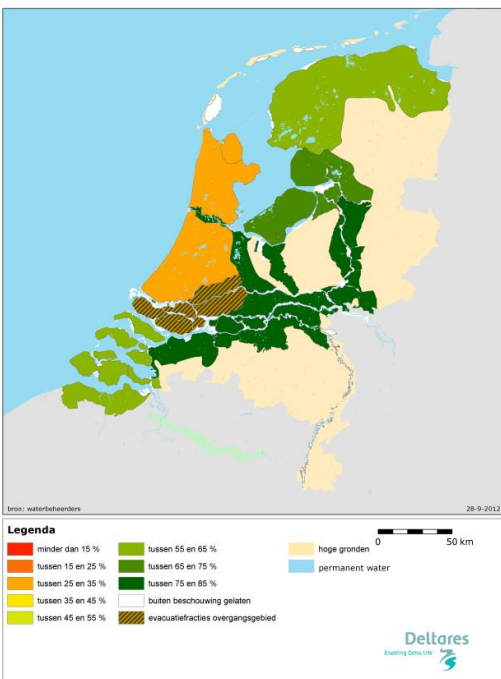 bron: waterbeheerders
28-9-2012
Legenda
minder dan 15 %
tussen 15 en 25 %
tussen 25 en 35 %
tussen 35 en 45 %
tussen 45 en 55 %
tussen 55 en 65 %
tussen 65 en 75 %
tussen 75 en 85 %
buiten beschouwing gelaten
evacuatiefracties overgangsgebied
hoge gronden
permanent water
0 50 km
Deltares
Enabling Delta Life